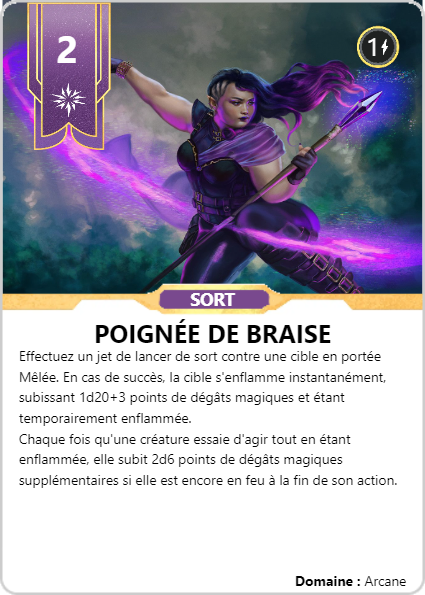 2
1
SORT
POIGNÉE DE BRAISE
Effectuez un jet de lancer de sort contre une cible en portée
Mêlée. En cas de succès, la cible s'enflamme instantanément,
subissant 1d20+3 points de dégâts magiques et étant
temporairement enflammée.
Chaque fois qu'une créature essaie d'agir tout en étant
enflammée, elle subit 2d6 points de dégâts magiques
supplémentaires si elle est encore en feu à la fin de son action.
Domaine : Arcane